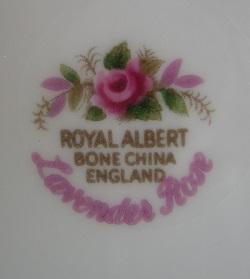 ROYAL ALBERT
BONE CHINA
ENGLAND
Lavender Rose